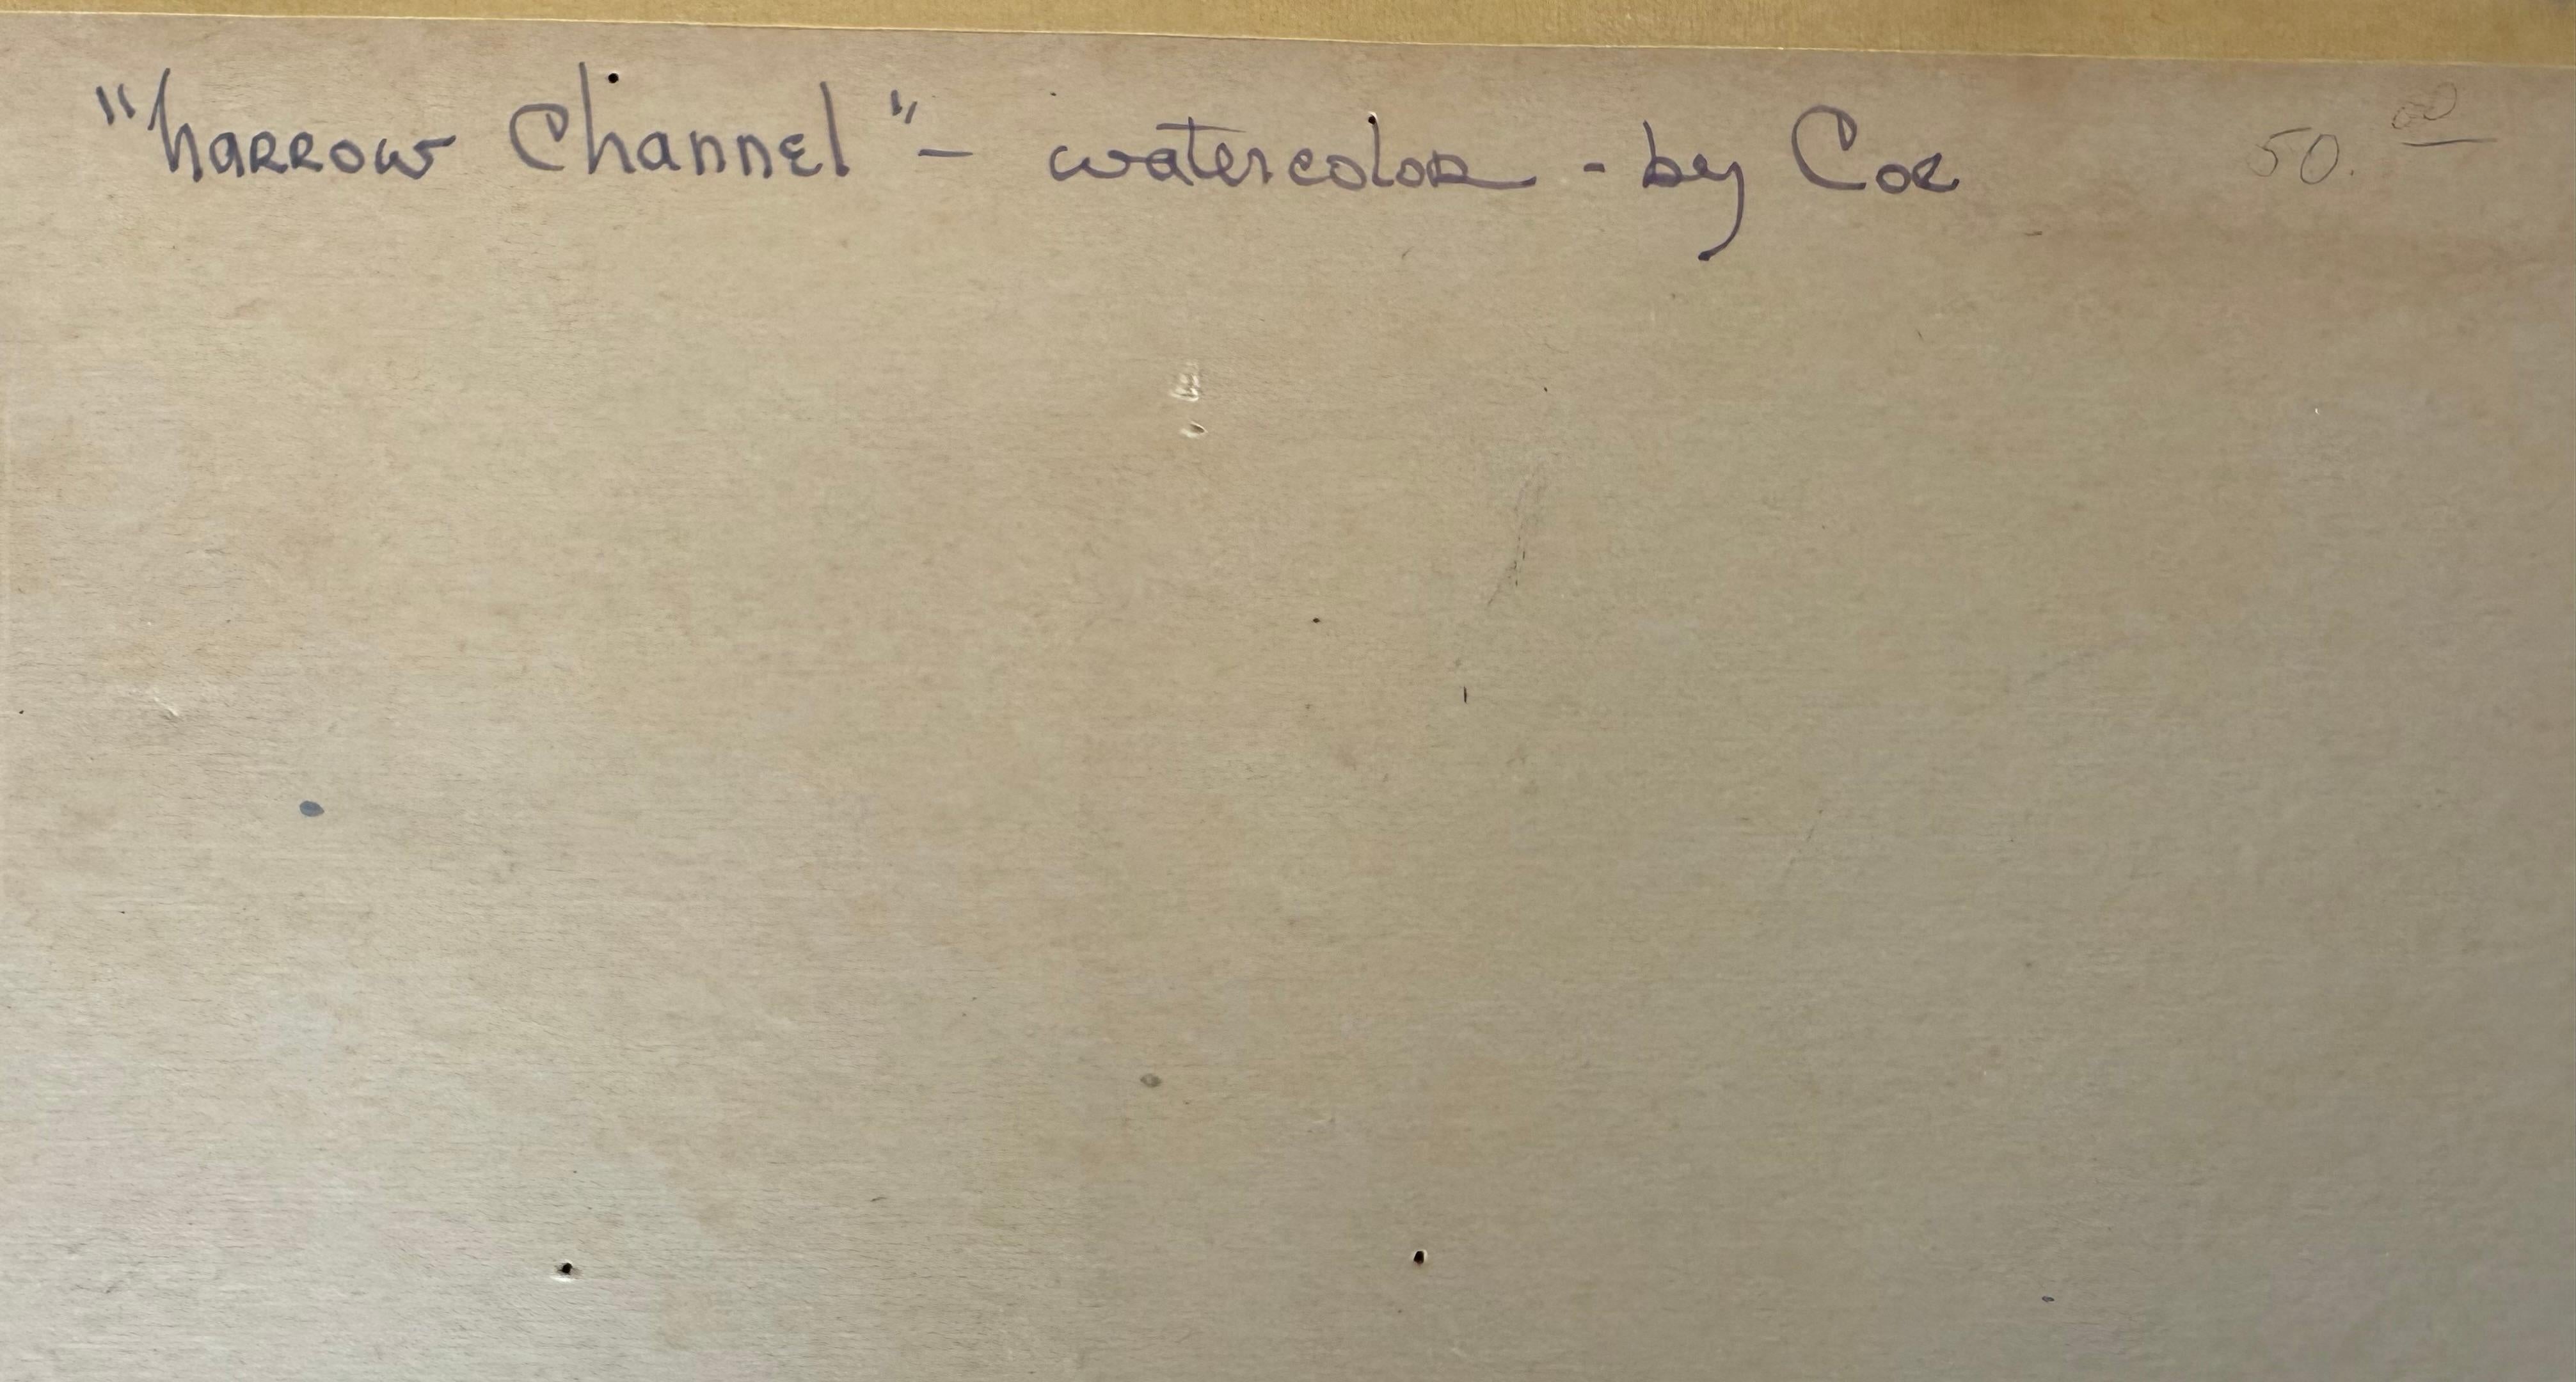 "narrow Channel" - watercolor - by Coe 50.00